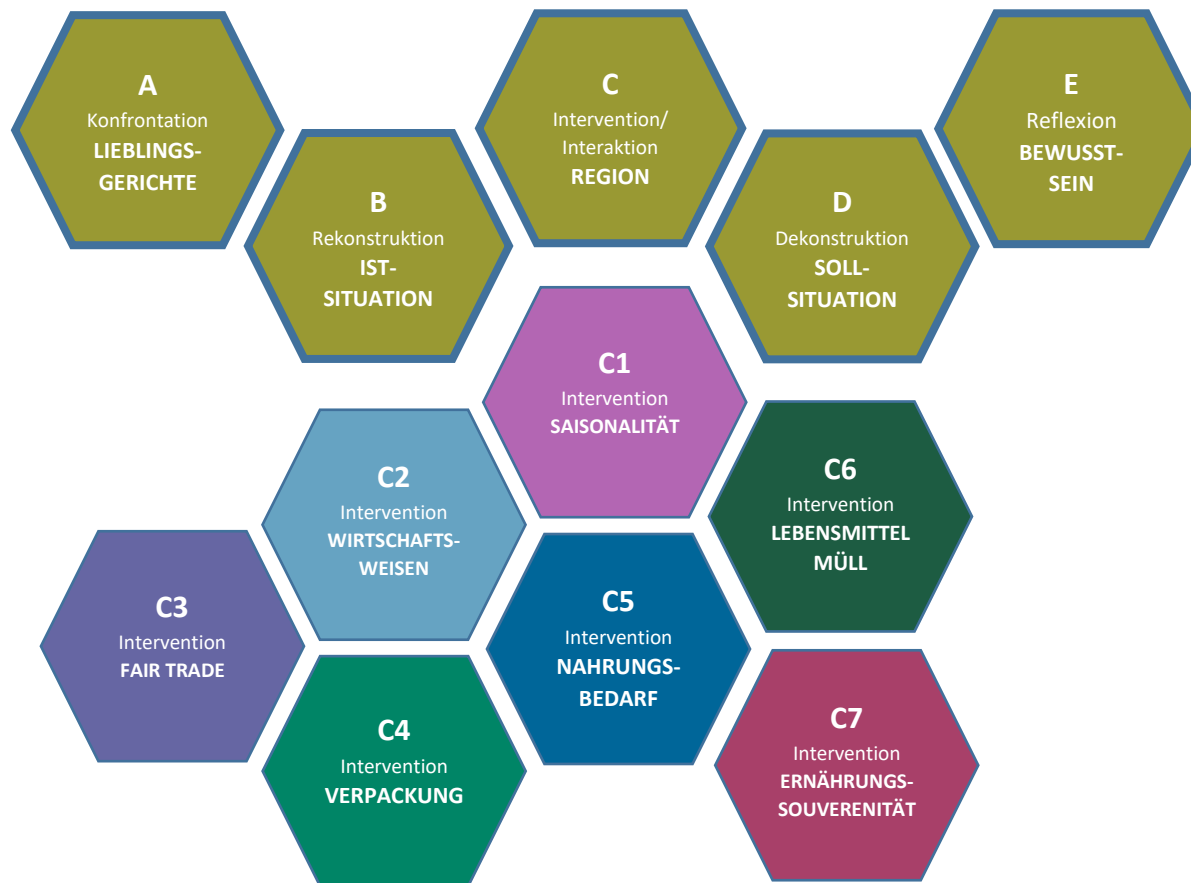 A
Konfrontation
LIEBLINGS-
GERICHTE
B
Rekonstruktion
IST-
SITUATION
C
Intervention/
Interaktion
REGION
D
Dekonstruktion
SOLL-
SITUATION
E
Reflexion
BEWUSST-
SEIN
C1
Intervention
SAISONALITÄT
C2
Intervention
WIRTSCHAFTS-
WEISEN
C3
Intervention
FAIR TRADE
C4
Intervention
VERPACKUNG
C5
Intervention
NAHRUNGS-
BEDARF
C6
Intervention
LEBENSMITTEL
MÜLL
C7
Intervention
ERNÄHRUNGS-
SOUVERENITÄT